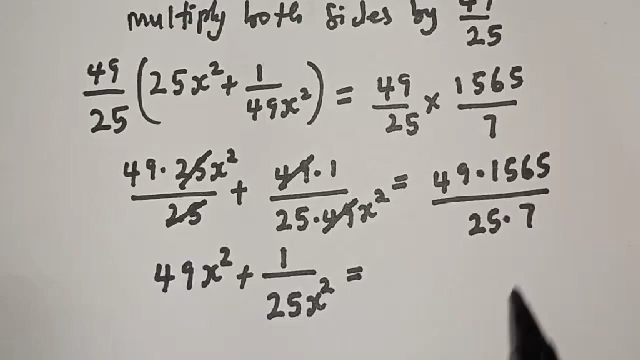 multiply both sides by 49/25
49/25 (25x² + 1/49x²) = 49/25 × 1565/7
49·25x²/25 + 49·1/25·49x² = 49·1565/25·7
49x² + 1/25x² =